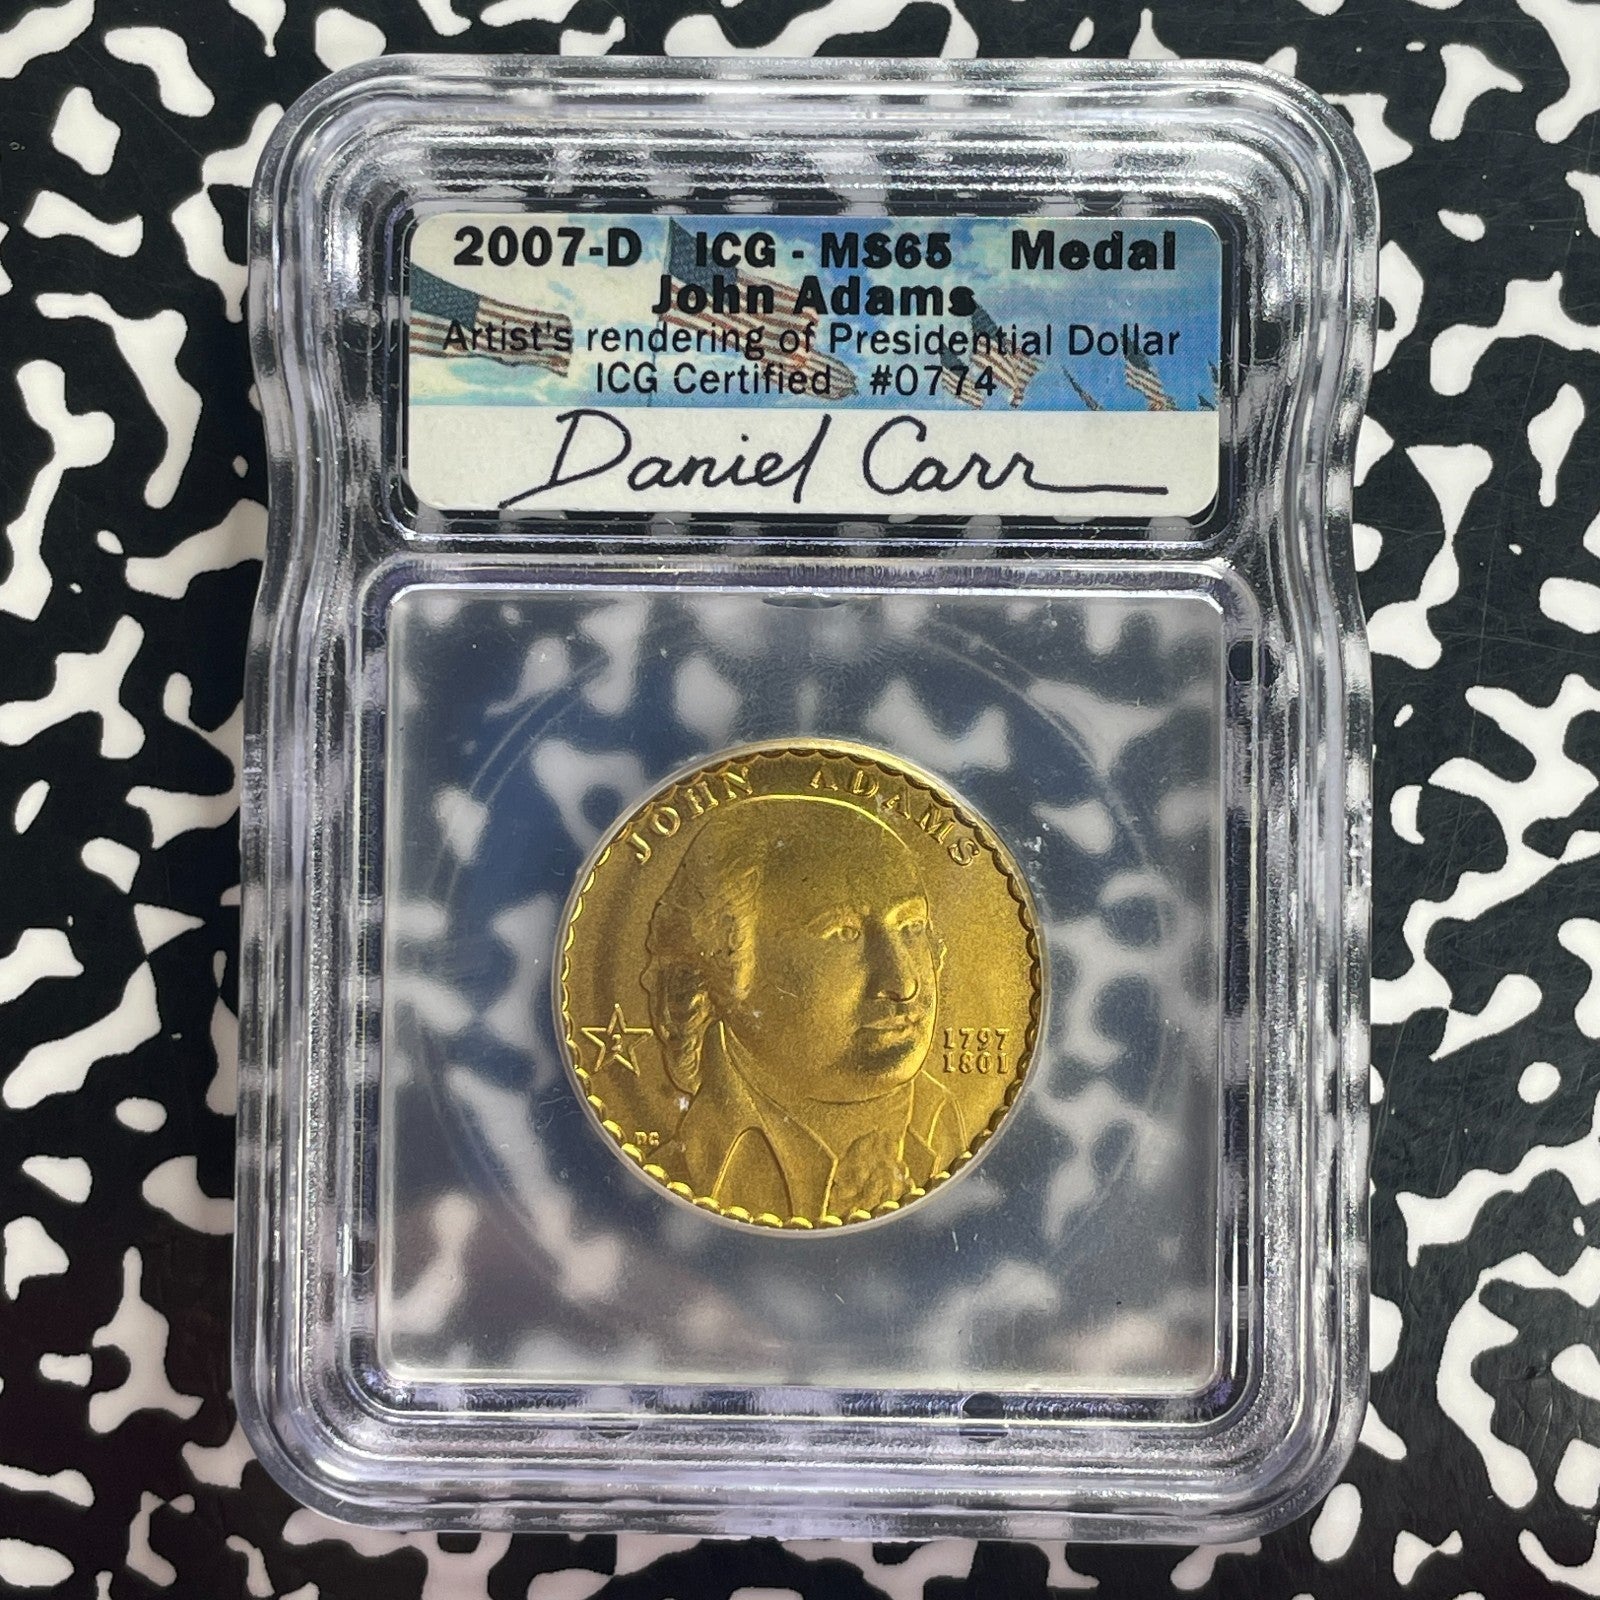 2007-D ICG - MS65 Medal
John Adams
Artist's rendering of Presidential Dollar
ICG Certified #0774
Daniel Carr
JOHN ADAMS
2
1797
1801
DC